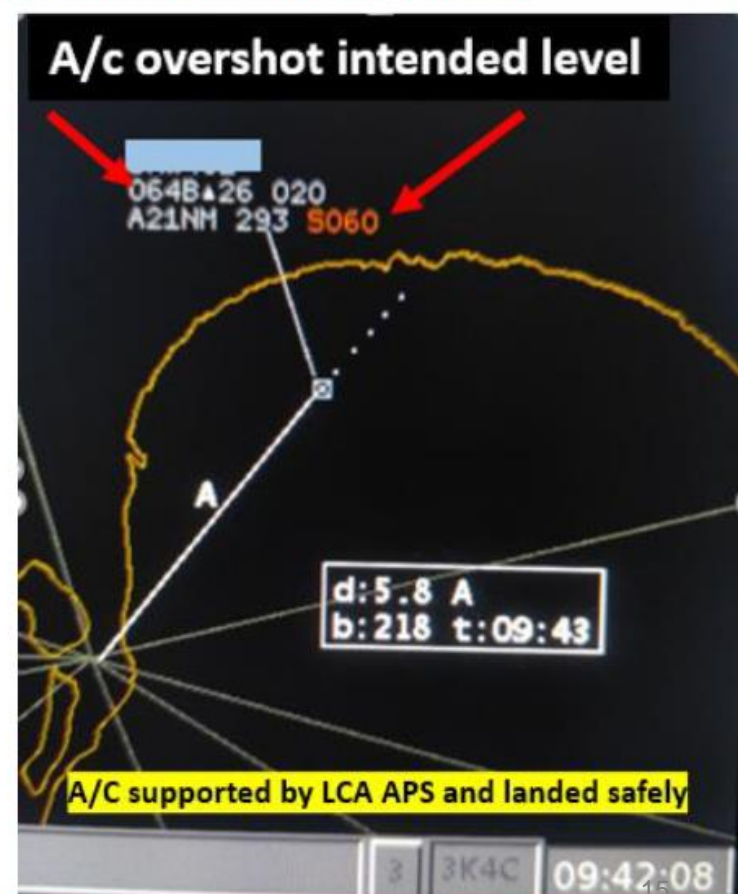 A/c overshot intended level
064B▲26 020
A21NM 293 S060
A
d:5.8 A
b:218 t:09:43
A/C supported by LCA APS and landed safely
3 3K4C 09:42:08
15